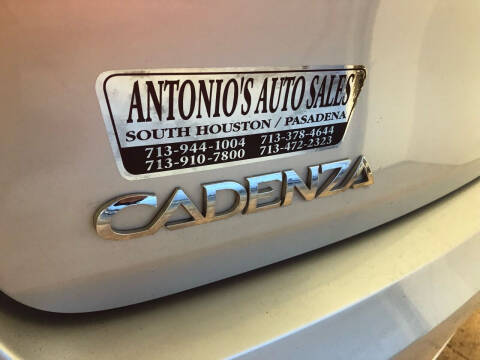 ANTONIO'S AUTO SALES
SOUTH HOUSTON / PASADENA
713-944-1004 713-378-4644
713-910-7800 713-472-2323
CADENZA